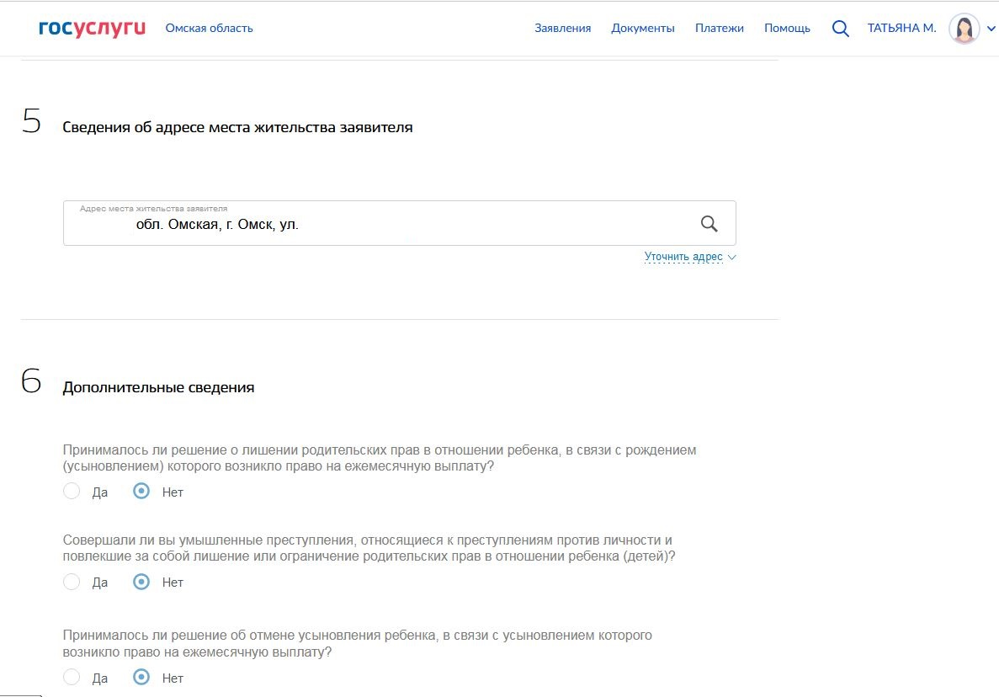 госуслуги Омская область Заявления Документы Платежи Помощь ТАТЬЯНА М.
5 Сведения об адресе места жительства заявителя
Адрес места жительства заявителя
обл. Омская, г. Омск, ул.
Уточнить адрес
6 Дополнительные сведения
Принималось ли решение о лишении родительских прав в отношении ребенка, в связи с рождением
(усыновлением) которого возникло право на ежемесячную выплату?
Да Нет
Совершали ли вы умышленные преступления, относящиеся к преступлениям против личности и
повлекшие за собой лишение или ограничение родительских прав в отношении ребенка (детей)?
Да Нет
Принималось ли решение об отмене усыновления ребенка, в связи с усыновлением которого
возникло право на ежемесячную выплату?
Да Нет